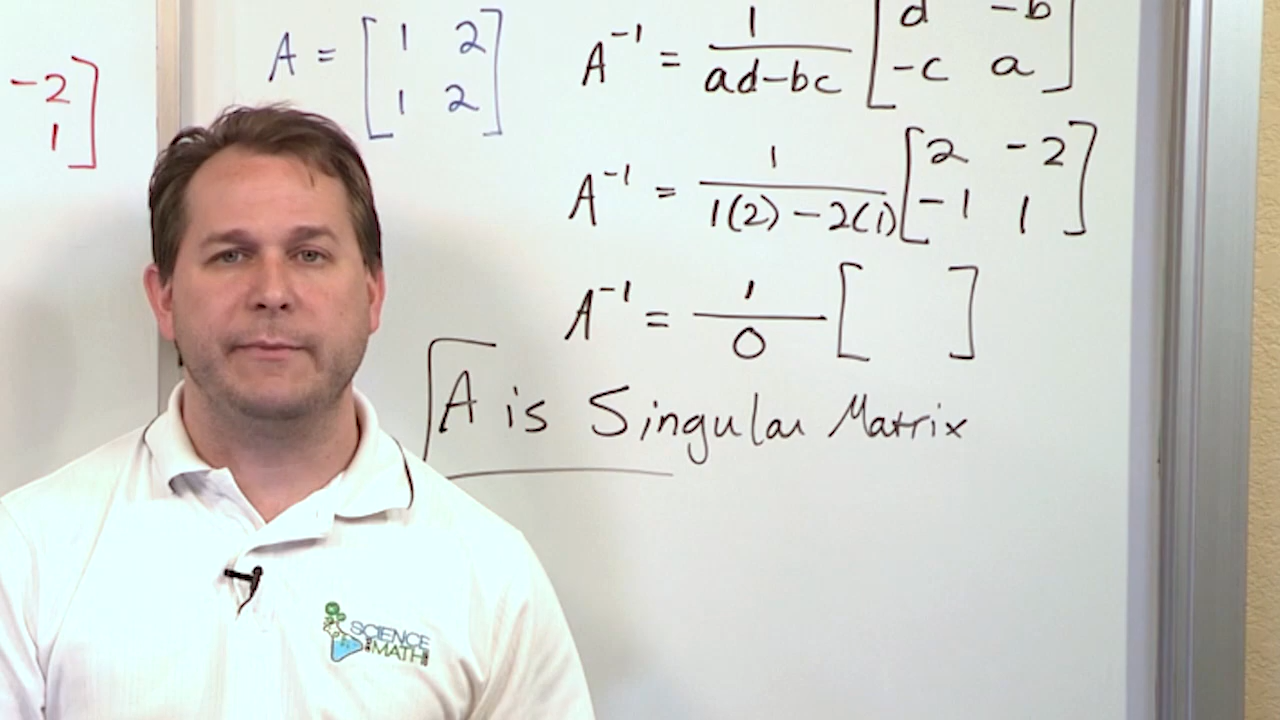 -2
1
A = [1 2
1 2]
A⁻¹ = 1/(ad-bc) [d -b
-c a]
A⁻¹ = 1/(1(2) - 2(1)) [2 -2
-1 1]
A⁻¹ = 1/0 [ ]
A is Singular Matrix
SCIENCE
MATH